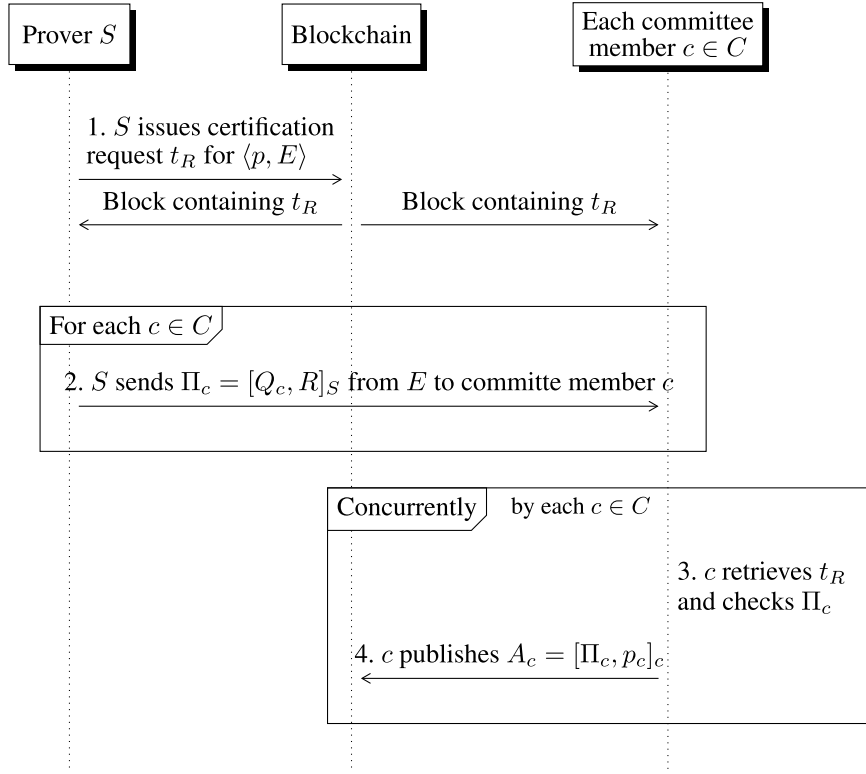 Prover S
Blockchain
Each committee
member c ∈ C
1. S issues certification
request t_R for ⟨p, E⟩
Block containing t_R
Block containing t_R
For each c ∈ C
2. S sends Π_c = [Q_c, R]_S from E to committe member c
Concurrently
by each c ∈ C
3. c retrieves t_R
and checks Π_c
4. c publishes A_c = [Π_c, p_c]_c